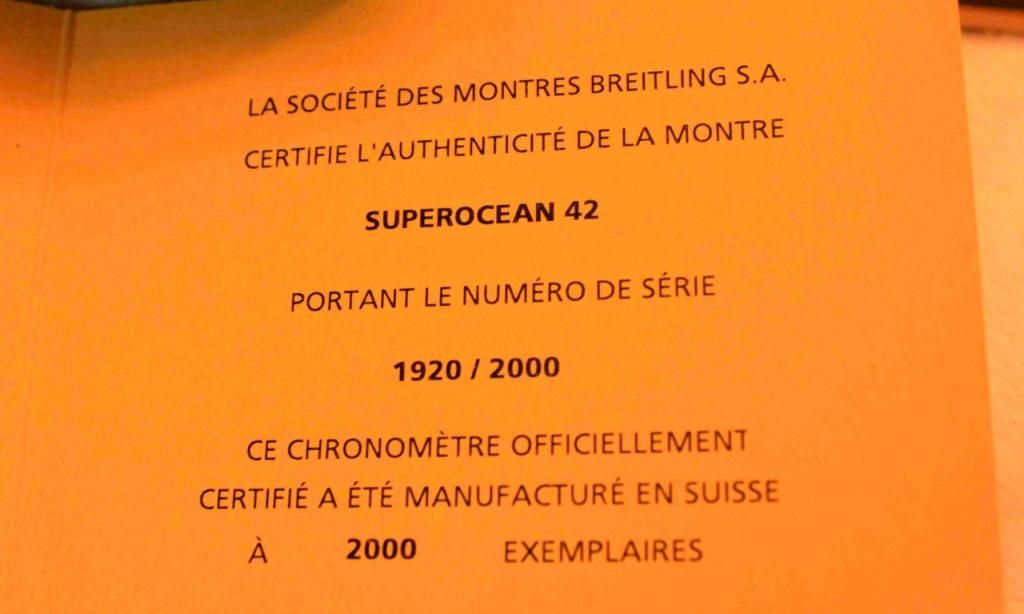 LA SOCIÉTÉ DES MONTRES BREITLING S.A.
CERTIFIE L'AUTHENTICITÉ DE LA MONTRE
SUPEROCEAN 42
PORTANT LE NUMÉRO DE SÉRIE
1920 / 2000
CE CHRONOMÈTRE OFFICIELLEMENT
CERTIFIÉ A ÉTÉ MANUFACTURÉ EN SUISSE
À 2000 EXEMPLAIRES